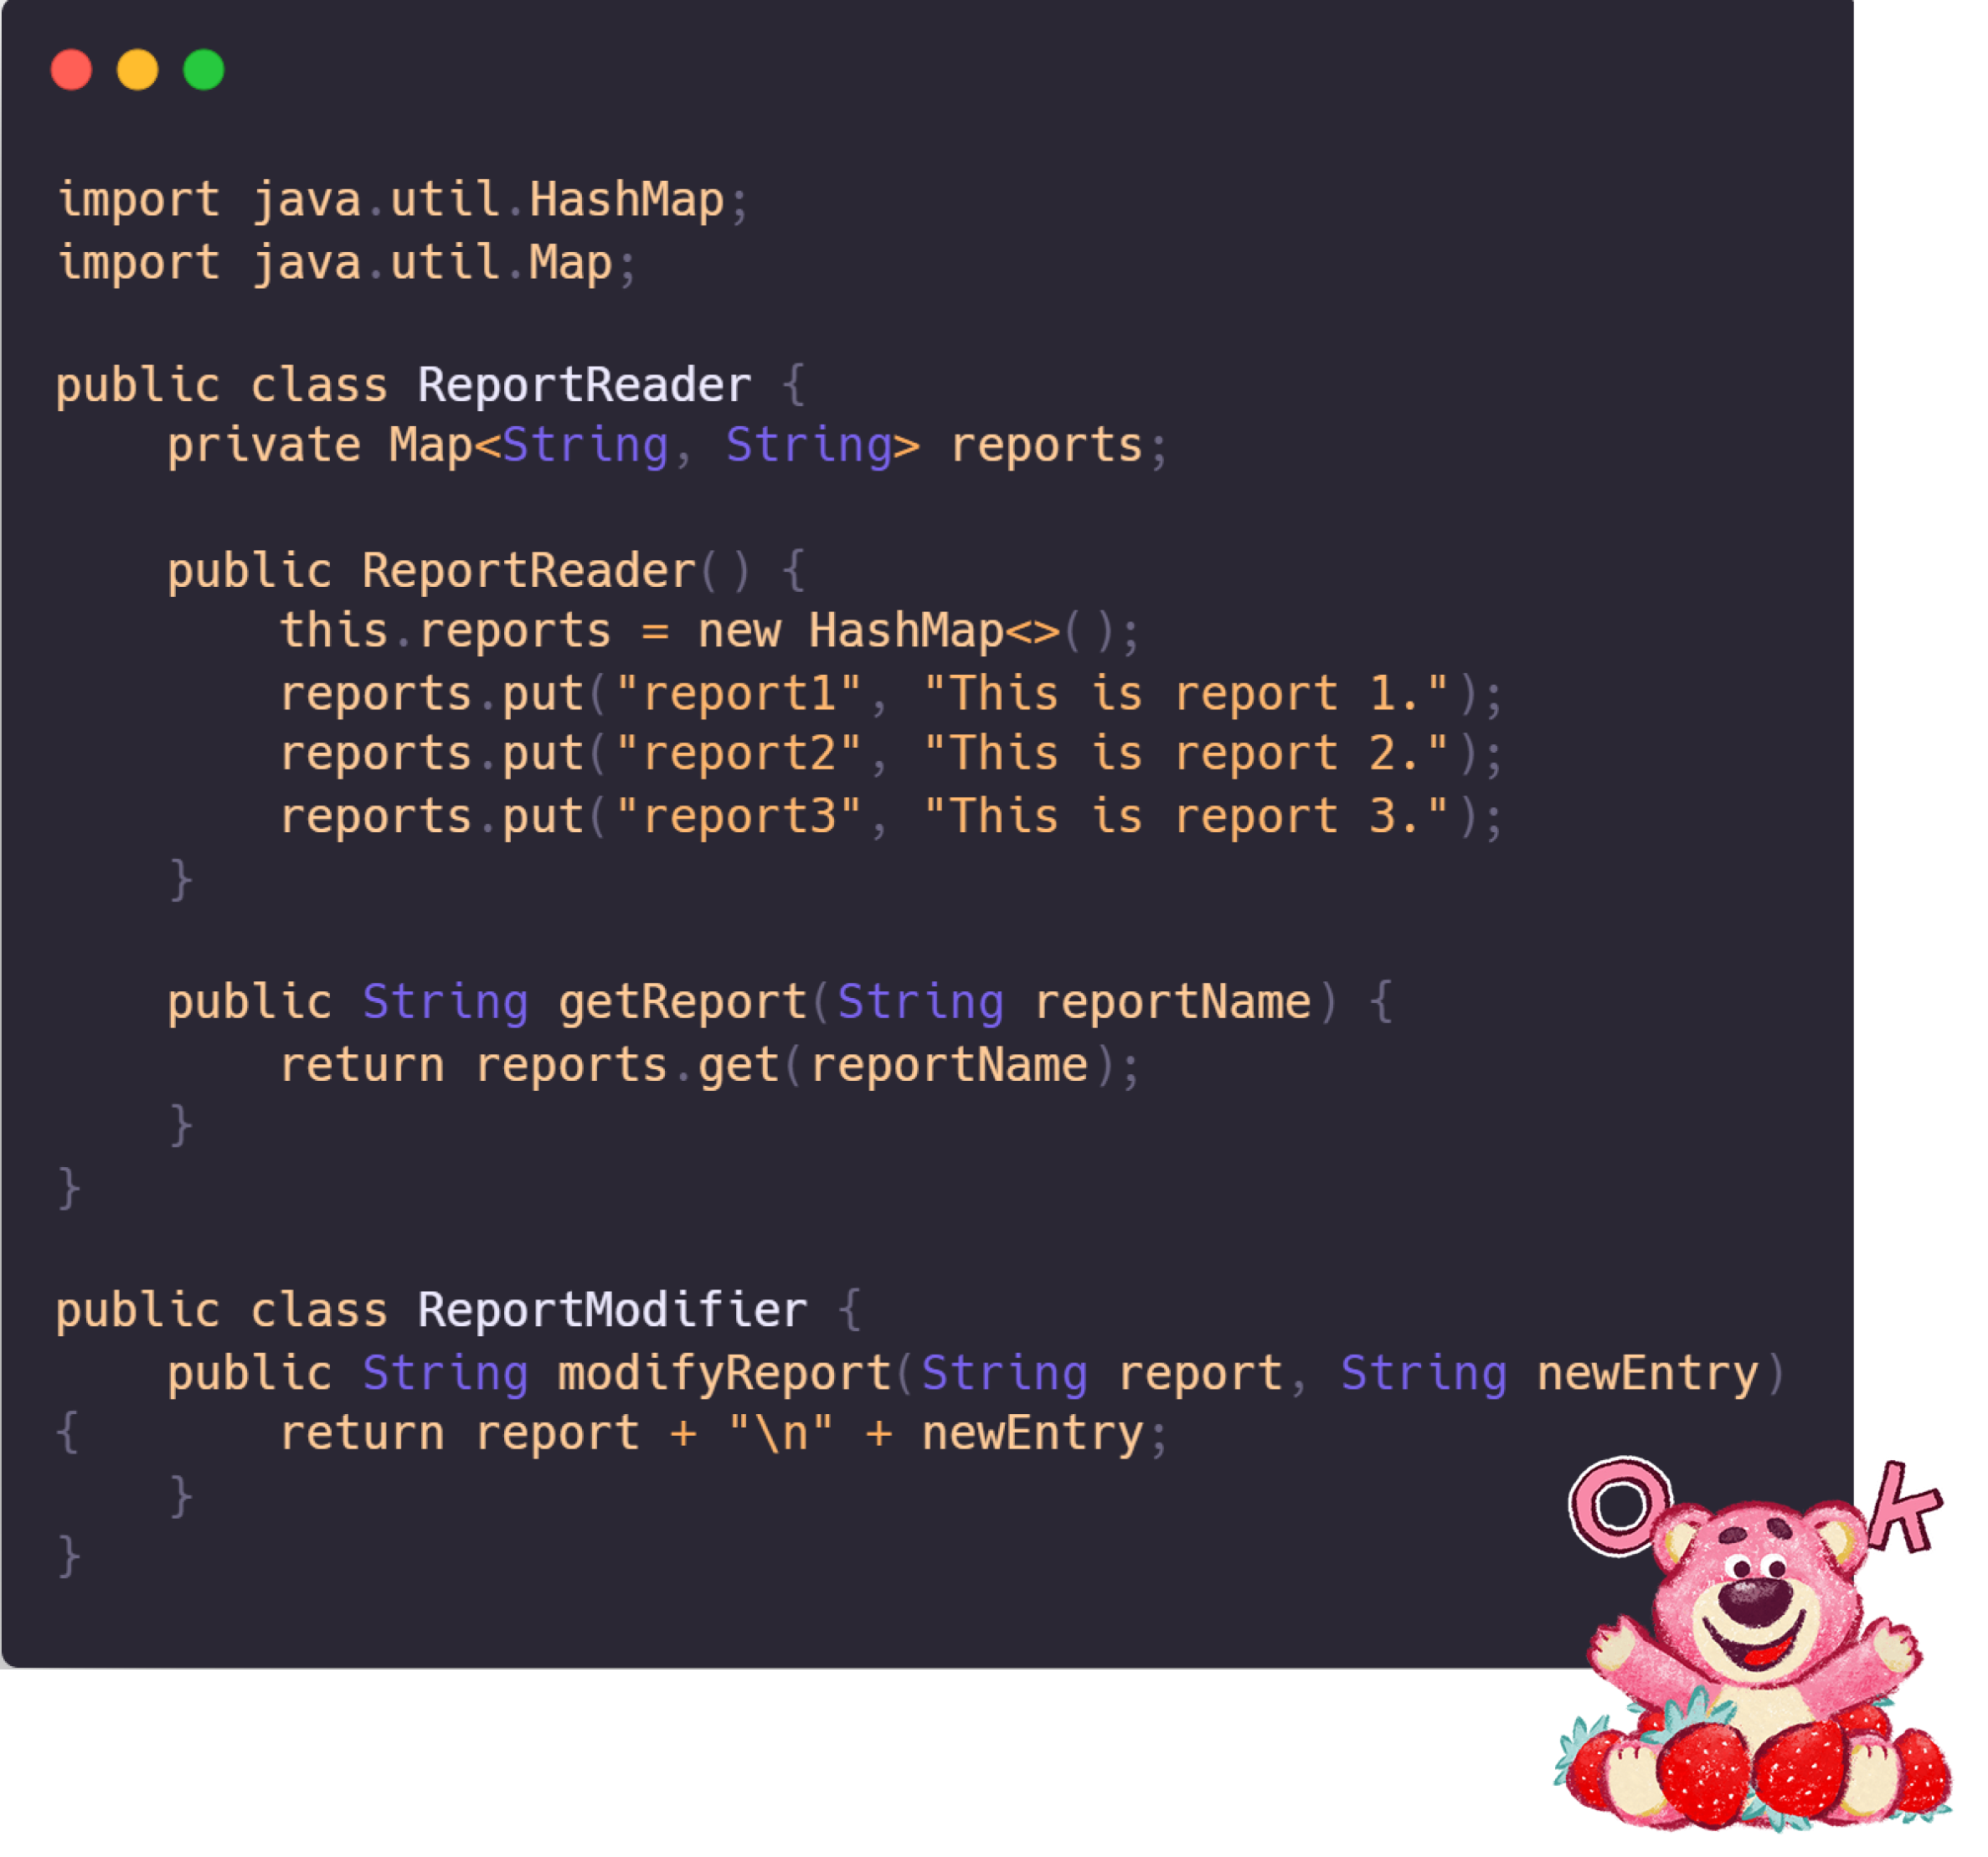 import java.util.HashMap;
import java.util.Map;
public class ReportReader {
    private Map<String, String> reports;
    public ReportReader() {
        this.reports = new HashMap<>();
        reports.put("report1", "This is report 1.");
        reports.put("report2", "This is report 2.");
        reports.put("report3", "This is report 3.");
    }
    public String getReport(String reportName) {
        return reports.get(reportName);
    }
}
public class ReportModifier {
    public String modifyReport(String report, String newEntry)
{       return report + "\n" + newEntry;
    }
}
Ok